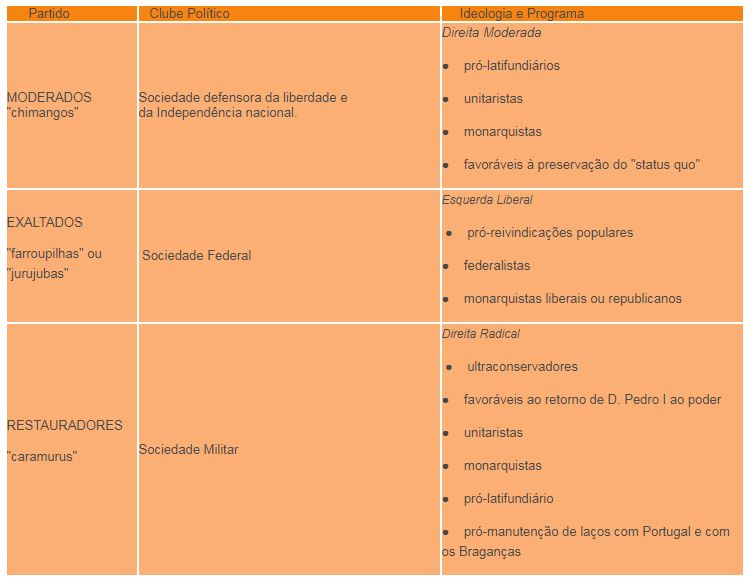 Partido
Clube Político
Ideologia e Programa
MODERADOS
"chimangos"
Sociedade defensora da liberdade e
da Independência nacional.
Direita Moderada
● pró-latifundiários
● unitaristas
● monarquistas
● favoráveis à preservação do "status quo"
EXALTADOS
"farroupilhas" ou
"jurujubas"
Sociedade Federal
Esquerda Liberal
● pró-reivindicações populares
● federalistas
● monarquistas liberais ou republicanos
RESTAURADORES
"caramurus"
Sociedade Militar
Direita Radical
● ultraconservadores
● favoráveis ao retorno de D. Pedro I ao poder
● unitaristas
● monarquistas
● pró-latifundiário
● pró-manutenção de laços com Portugal e com
os Braganças